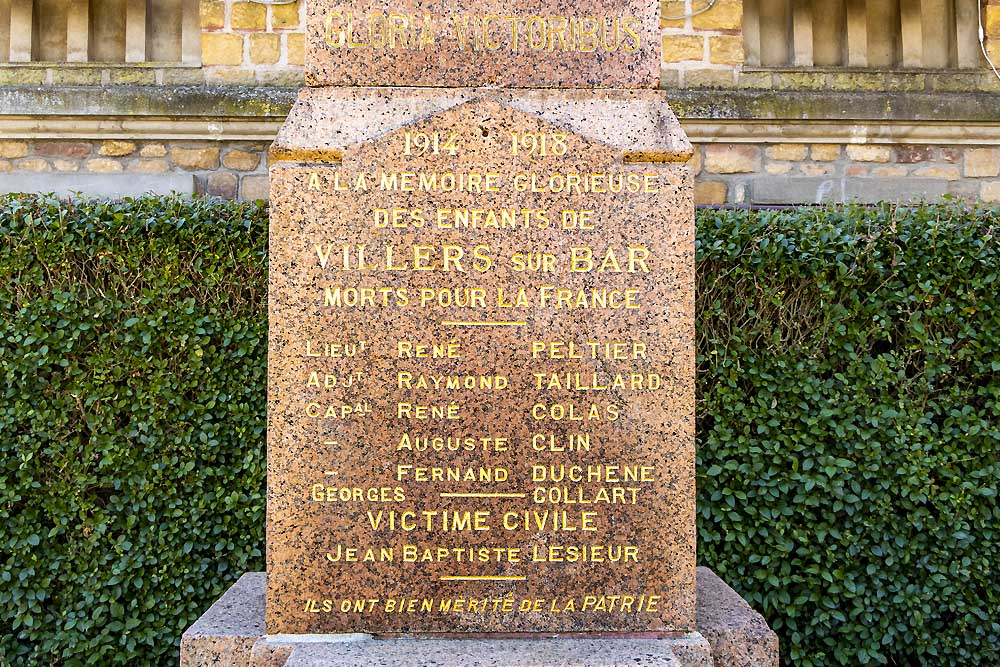 GLORIA VICTORIBUS
1914 1918
A LA MEMOIRE GLORIEUSE
DES ENFANTS DE
VILLERS SUR BAR
MORTS POUR LA FRANCE
LIEUT RENÉ PELTIER
ADJT RAYMOND TAILLARD
CAPAL RENÉ COLAS
– AUGUSTE CLIN
– FERNAND DUCHENE
GEORGES COLLART
VICTIME CIVILE
JEAN BAPTISTE LESIEUR
ILS ONT BIEN MÉRITÉ DE LA PATRIE